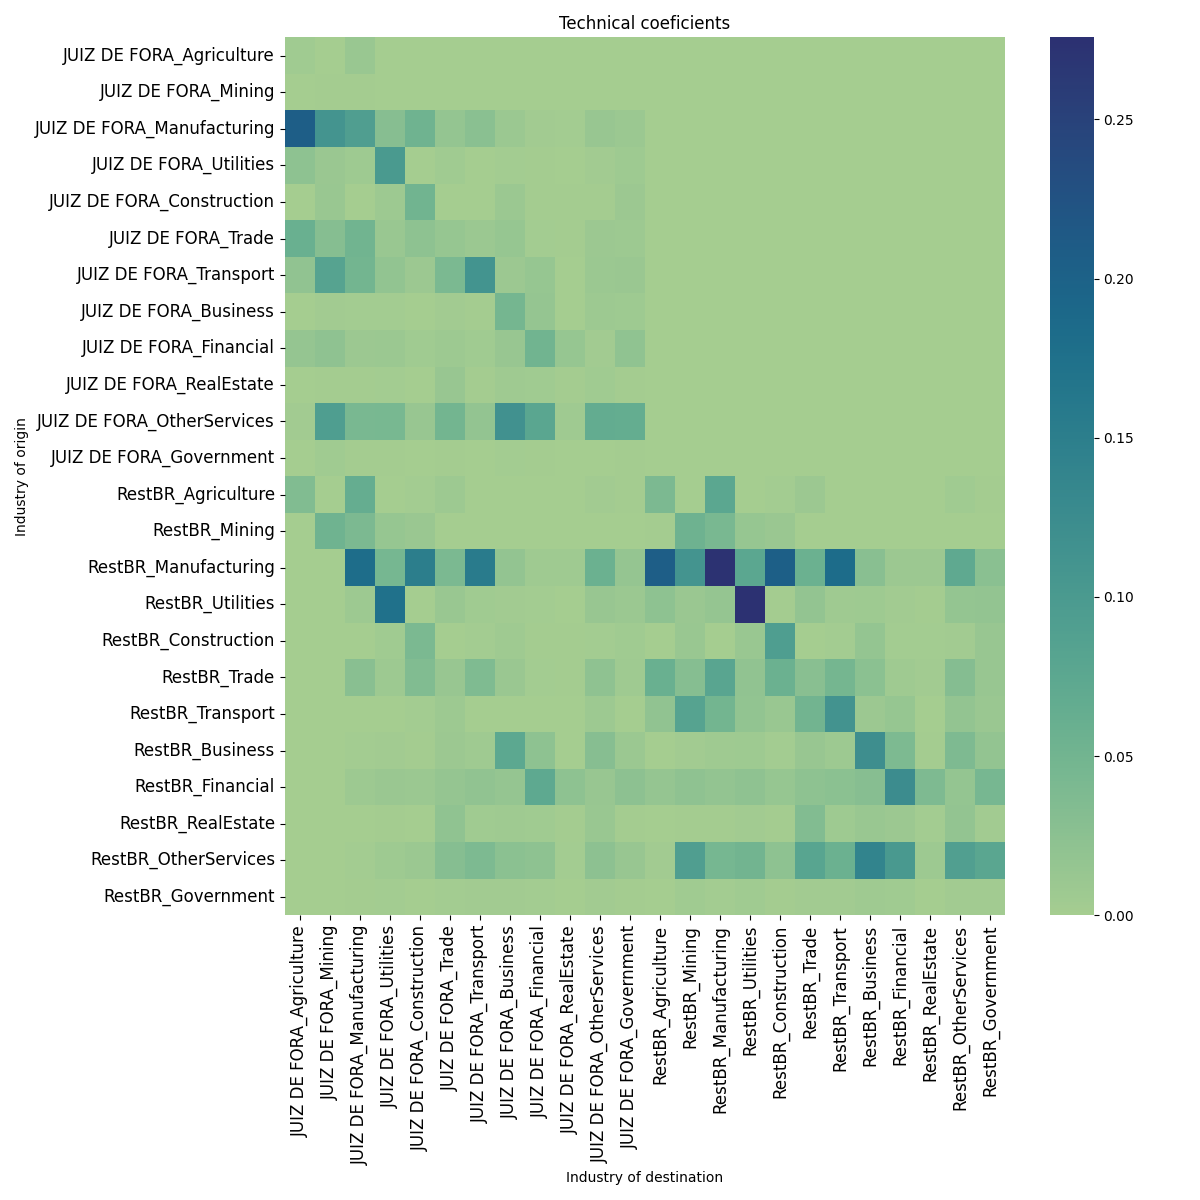 Technical coeficients
JUIZ DE FORA_Agriculture
JUIZ DE FORA_Mining
JUIZ DE FORA_Manufacturing
JUIZ DE FORA_Utilities
JUIZ DE FORA_Construction
JUIZ DE FORA_Trade
JUIZ DE FORA_Transport
JUIZ DE FORA_Business
JUIZ DE FORA_Financial
JUIZ DE FORA_RealEstate
JUIZ DE FORA_OtherServices
JUIZ DE FORA_Government
RestBR_Agriculture
RestBR_Mining
RestBR_Manufacturing
RestBR_Utilities
RestBR_Construction
RestBR_Trade
RestBR_Transport
RestBR_Business
RestBR_Financial
RestBR_RealEstate
RestBR_OtherServices
RestBR_Government
Industry of origin
JUIZ DE FORA_Agriculture
JUIZ DE FORA_Mining
JUIZ DE FORA_Manufacturing
JUIZ DE FORA_Utilities
JUIZ DE FORA_Construction
JUIZ DE FORA_Trade
JUIZ DE FORA_Transport
JUIZ DE FORA_Business
JUIZ DE FORA_Financial
JUIZ DE FORA_RealEstate
JUIZ DE FORA_OtherServices
JUIZ DE FORA_Government
RestBR_Agriculture
RestBR_Mining
RestBR_Manufacturing
RestBR_Utilities
RestBR_Construction
RestBR_Trade
RestBR_Transport
RestBR_Business
RestBR_Financial
RestBR_RealEstate
RestBR_OtherServices
RestBR_Government
Industry of destination
0.25
0.20
0.15
0.10
0.05
0.00